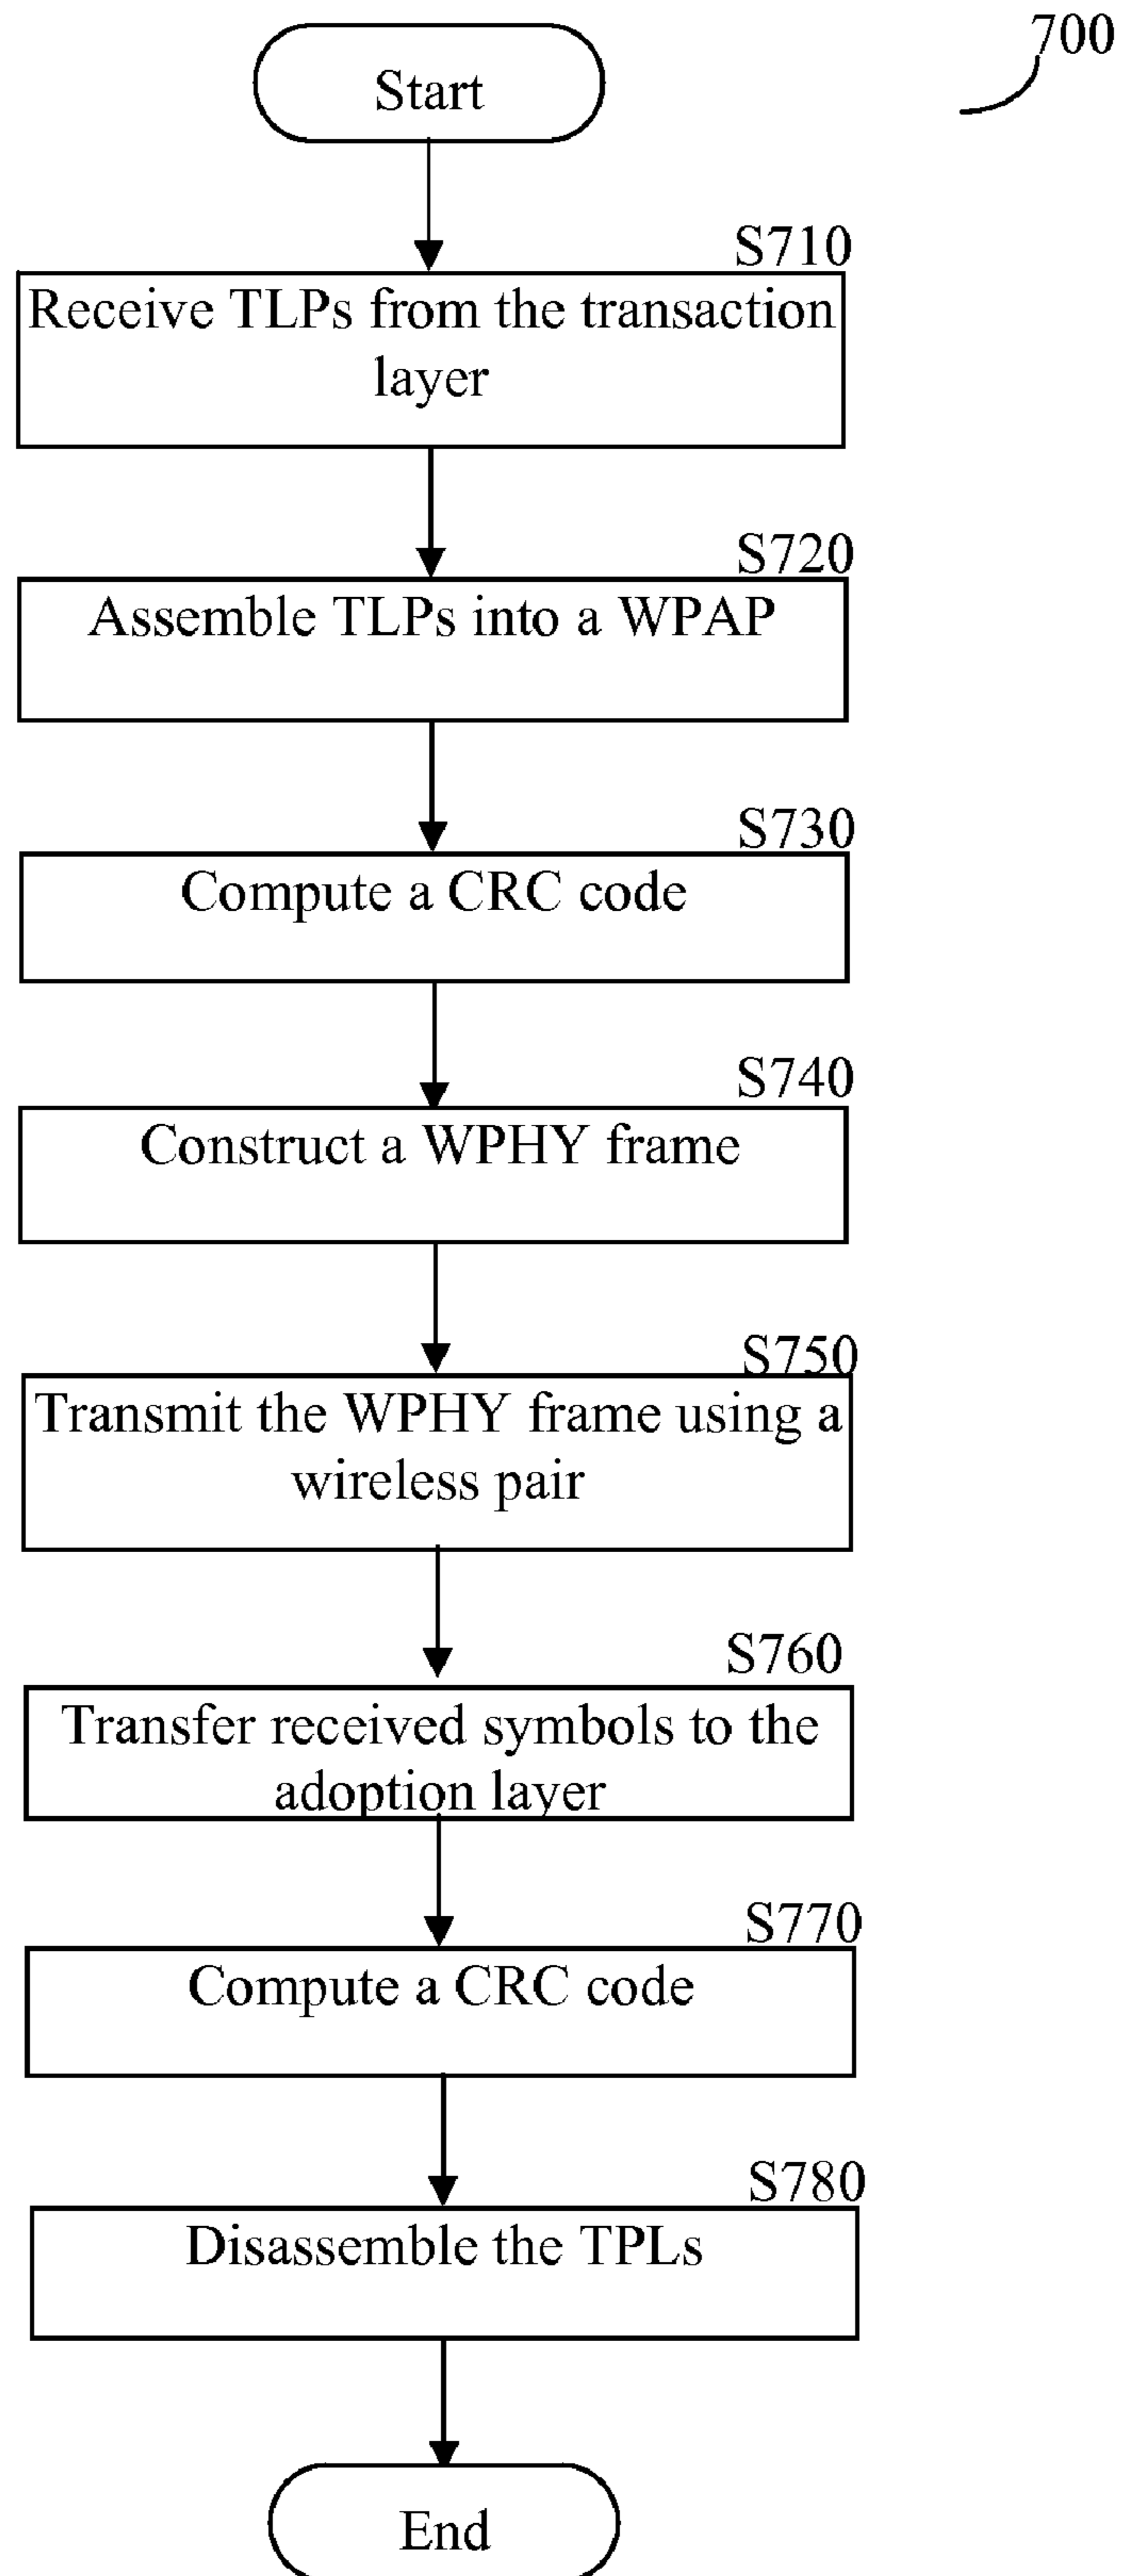 700
Start
S710
Receive TLPs from the transaction
layer
S720
Assemble TLPs into a WPAP
S730
Compute a CRC code
S740
Construct a WPHY frame
S750
Transmit the WPHY frame using a
wireless pair
S760
Transfer received symbols to the
adoption layer
S770
Compute a CRC code
S780
Disassemble the TPLs
End